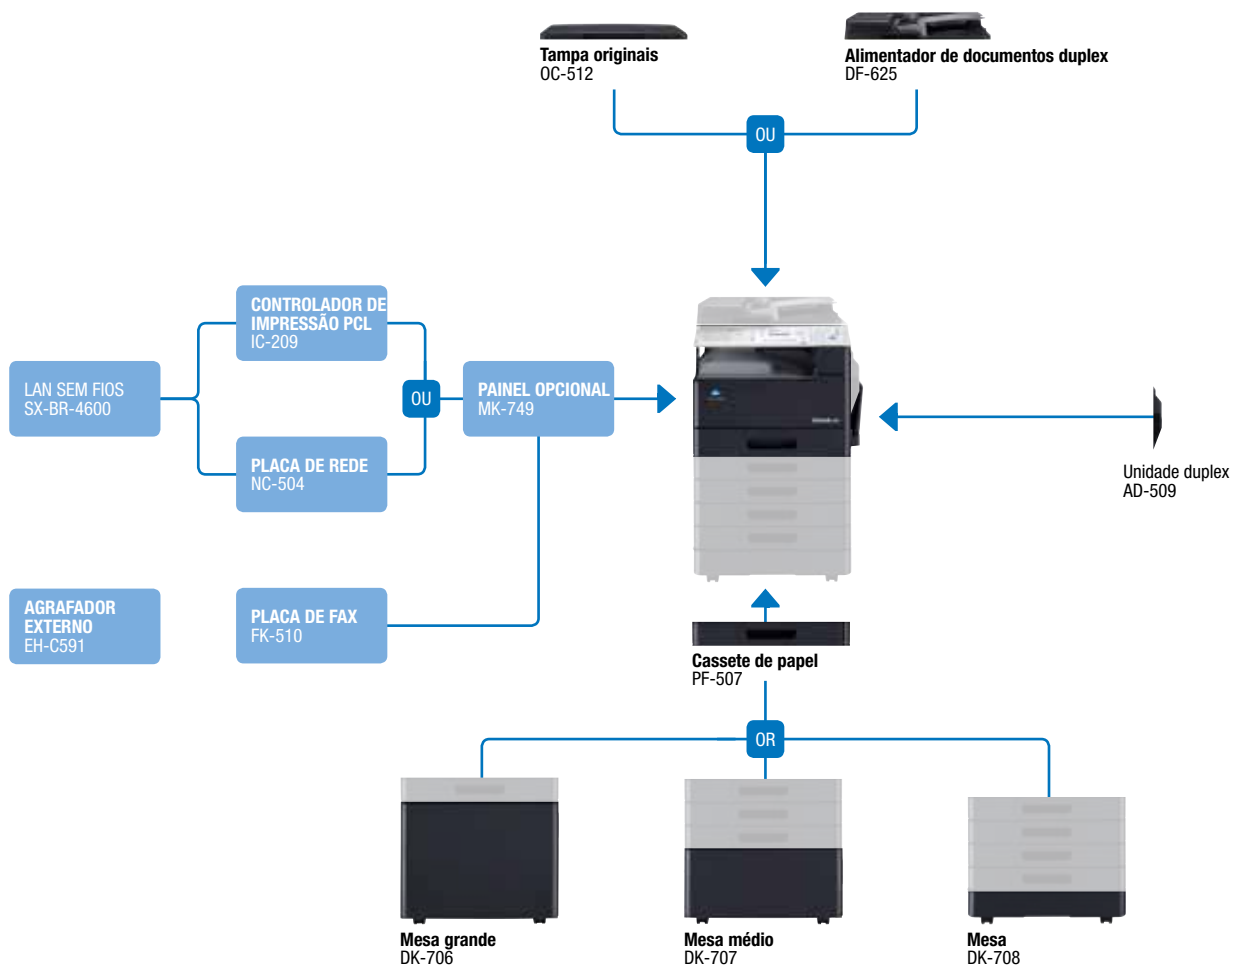 Tampa originais
OC-512
Alimentador de documentos duplex
DF-625
OU
CONTROLADOR DE
IMPRESSÃO PCL
IC-209
LAN SEM FIOS
SX-BR-4600
OU
PAINEL OPCIONAL
MK-749
PLACA DE REDE
NC-504
Unidade duplex
AD-509
AGRAFADOR
EXTERNO
EH-C591
PLACA DE FAX
FK-510
Cassete de papel
PF-507
OR
Mesa grande
DK-706
Mesa médio
DK-707
Mesa
DK-708